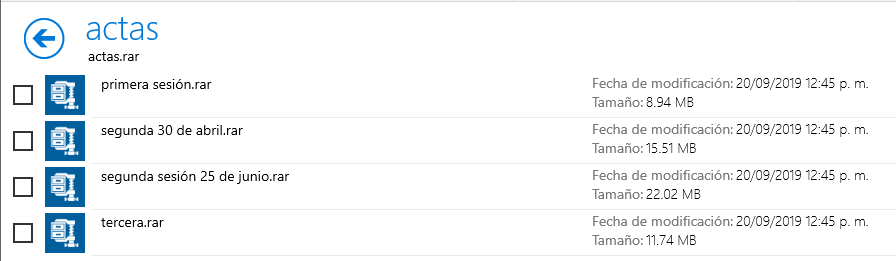 actas
actas.rar
primera sesión.rar
Fecha de modificación: 20/09/2019 12:45 p. m.
Tamaño: 8.94 MB
segunda 30 de abril.rar
Fecha de modificación: 20/09/2019 12:45 p. m.
Tamaño: 15.51 MB
segunda sesión 25 de junio.rar
Fecha de modificación: 20/09/2019 12:45 p. m.
Tamaño: 22.02 MB
tercera.rar
Fecha de modificación: 20/09/2019 12:45 p. m.
Tamaño: 11.74 MB